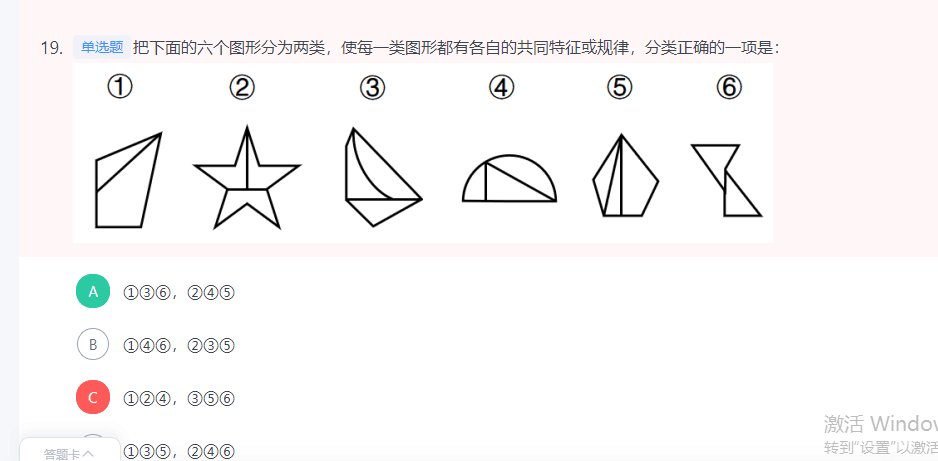 19. 单选题 把下面的六个图形分为两类，使每一类图形都有各自的共同特征或规律，分类正确的一项是：
① ② ③ ④ ⑤ ⑥
A ①③⑥，②④⑤
B ①④⑥，②③⑤
C ①②④，③⑤⑥
①③⑤，②④⑥
答题卡
激活 Window
转到“设置”以激活